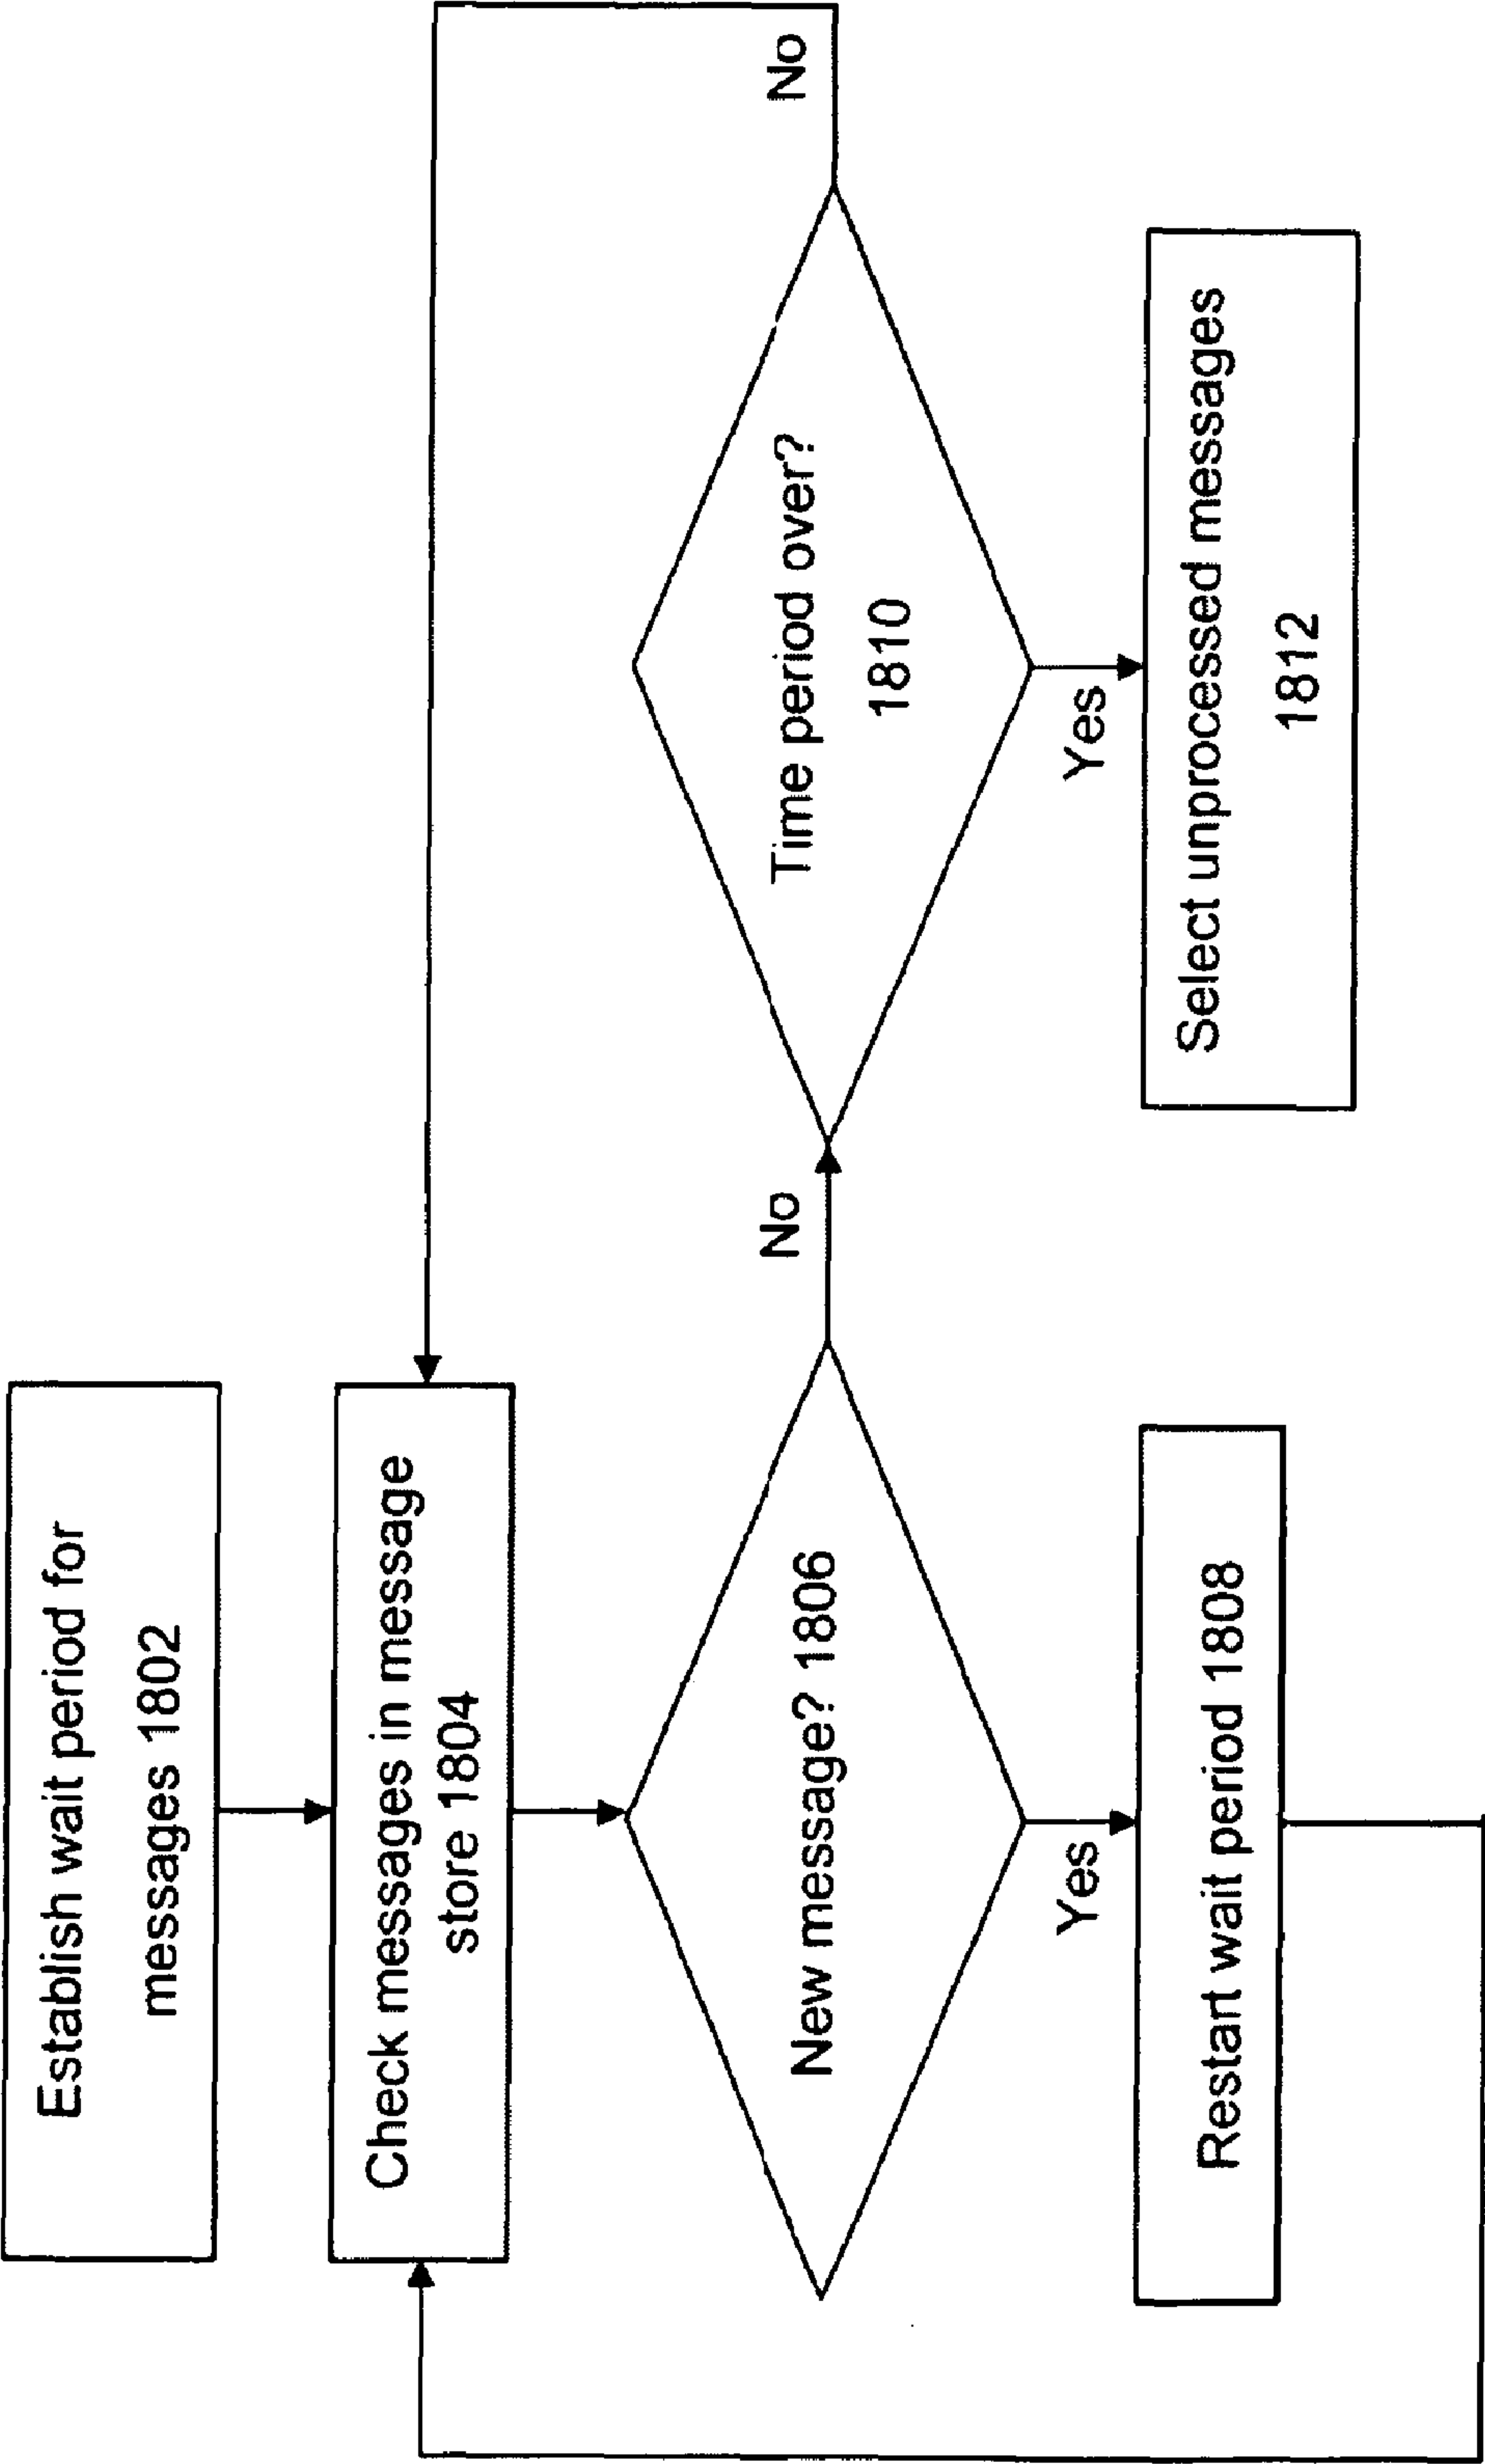 Establish wait period for
messages 1802
Check messages in message
store 1804
New message? 1806
No
Yes
Restart wait period 1808
Time period over?
1810
No
Yes
Select unprocessed messages
1812